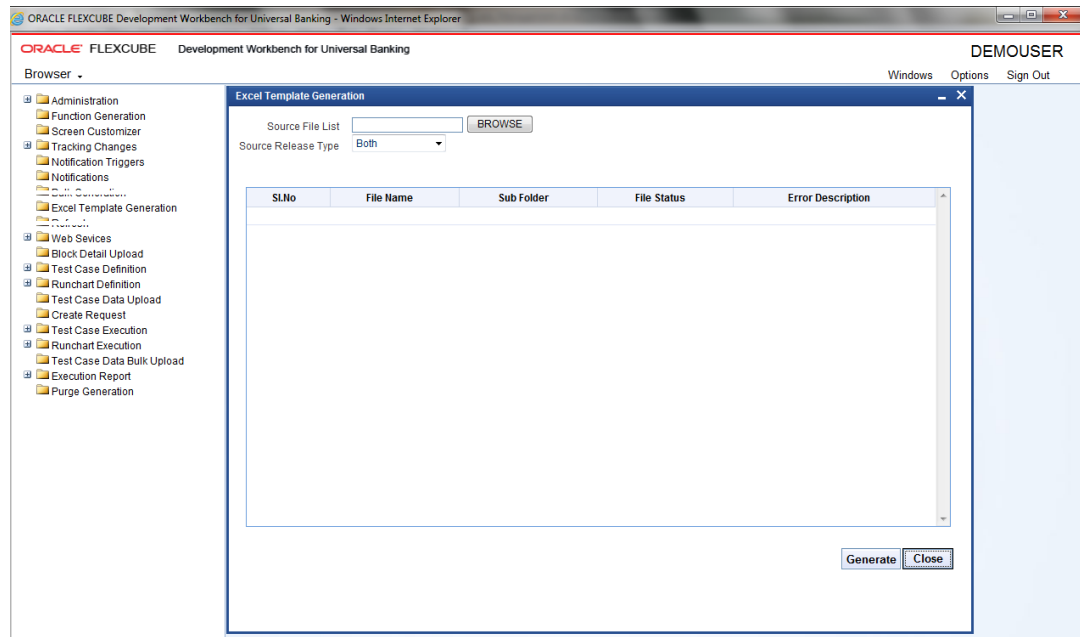 ORACLE FLEXCUBE Development Workbench for Universal Banking - Windows Internet Explorer
ORACLE' FLEXCUBE Development Workbench for Universal Banking
DEMOUSER
Browser
Windows Options Sign Out
Administration
Function Generation
Screen Customizer
Tracking Changes
Notification Triggers
Notifications
Excel Template Generation
Web Sevices
Block Detail Upload
Test Case Definition
Runchart Definition
Test Case Data Upload
Create Request
Test Case Execution
Runchart Execution
Test Case Data Bulk Upload
Execution Report
Purge Generation
Excel Template Generation
Source File List BROWSE
Source Release Type Both
Sl.No File Name Sub Folder File Status Error Description
Generate Close